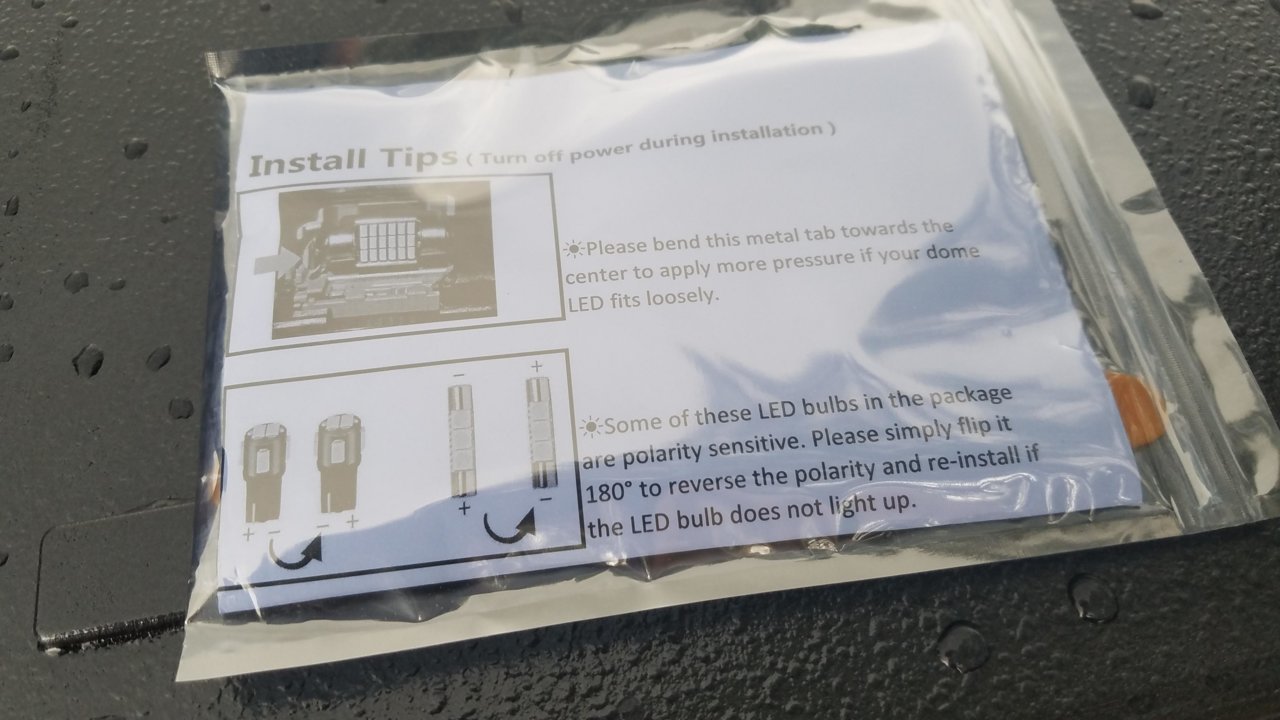 Install Tips ( Turn off power during installation )
☀Please bend this metal tab towards the
center to apply more pressure if your dome
LED fits loosely.
− +
☀Some of these LED bulbs in the package
are polarity sensitive. Please simply flip it
180° to reverse the polarity and re-install if
the LED bulb does not light up.
+ − − + + −